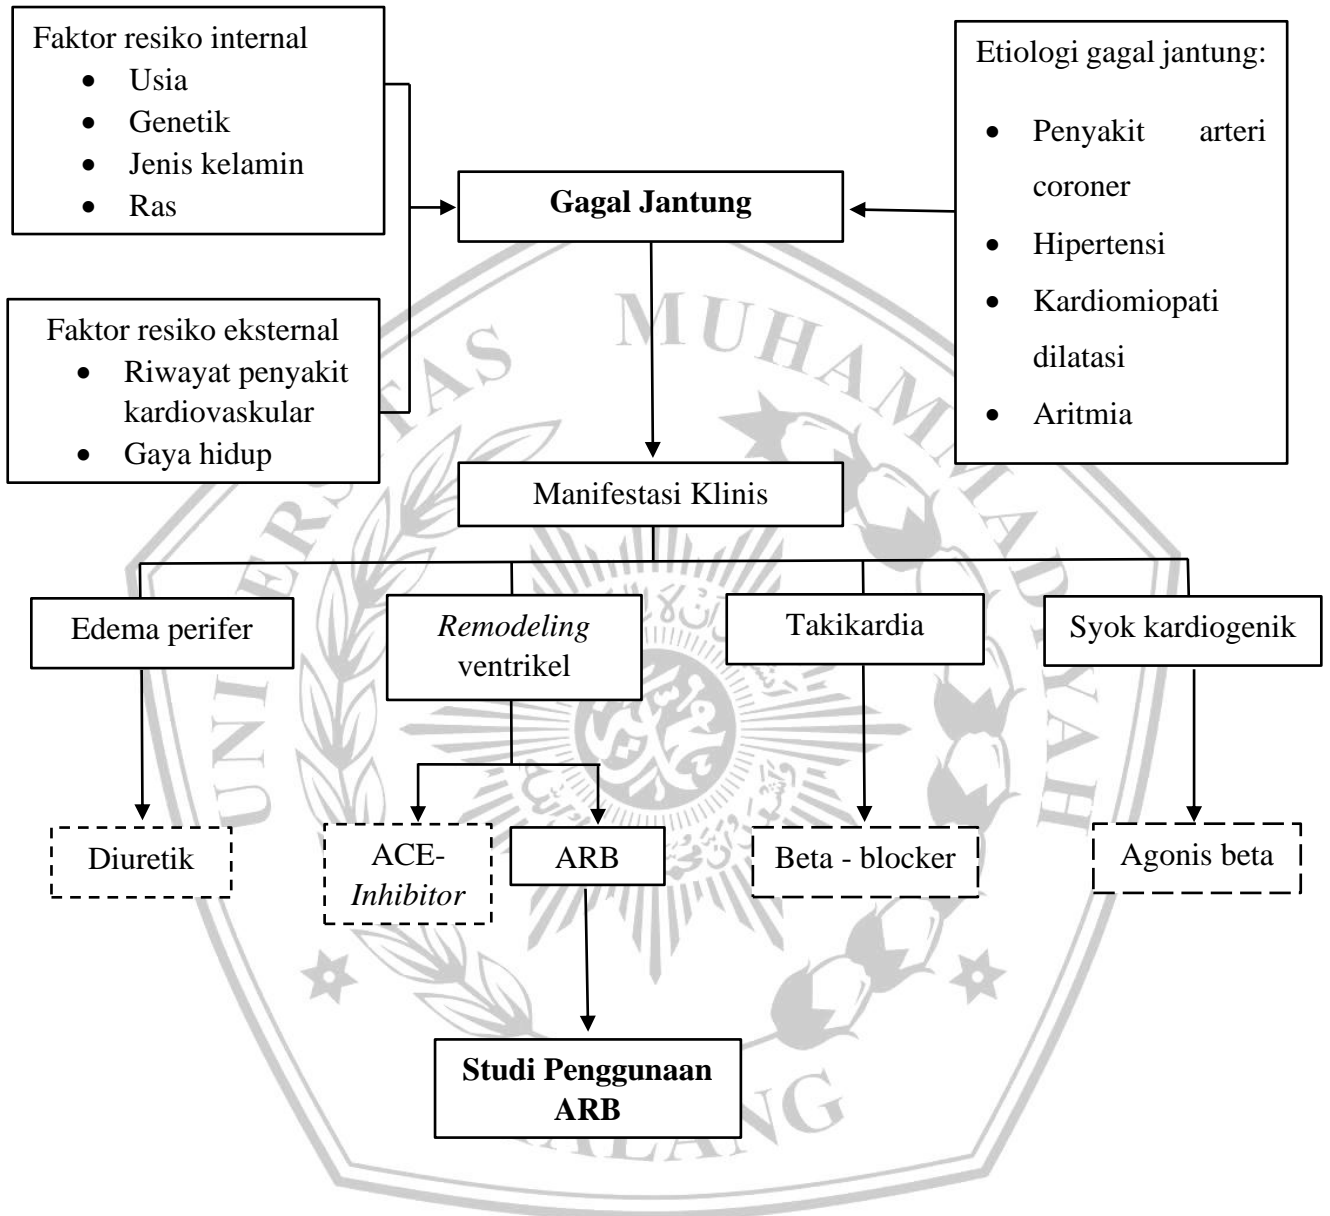 Faktor resiko internal
• Usia
• Genetik
• Jenis kelamin
• Ras
Etiologi gagal jantung:
• Penyakit arteri
coroner
• Hipertensi
• Kardiomiopati
dilatasi
• Aritmia
Gagal Jantung
Faktor resiko eksternal
• Riwayat penyakit
kardiovaskular
• Gaya hidup
Manifestasi Klinis
Edema perifer
Remodeling
ventrikel
Takikardia
Syok kardiogenik
Diuretik
ACE-
Inhibitor
ARB
Beta - blocker
Agonis beta
Studi Penggunaan
ARB
MUHAMMADIYAH